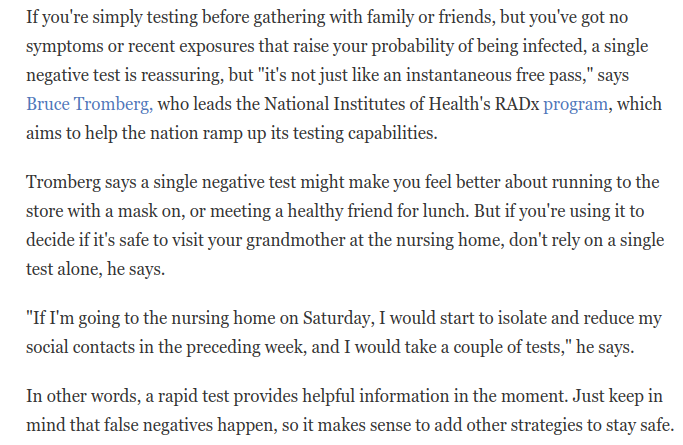 If you're simply testing before gathering with family or friends, but you've got no
symptoms or recent exposures that raise your probability of being infected, a single
negative test is reassuring, but "it's not just like an instantaneous free pass," says
Bruce Tromberg, who leads the National Institutes of Health's RADx program, which
aims to help the nation ramp up its testing capabilities.
Tromberg says a single negative test might make you feel better about running to the
store with a mask on, or meeting a healthy friend for lunch. But if you're using it to
decide if it's safe to visit your grandmother at the nursing home, don't rely on a single
test alone, he says.
"If I'm going to the nursing home on Saturday, I would start to isolate and reduce my
social contacts in the preceding week, and I would take a couple of tests," he says.
In other words, a rapid test provides helpful information in the moment. Just keep in
mind that false negatives happen, so it makes sense to add other strategies to stay safe.